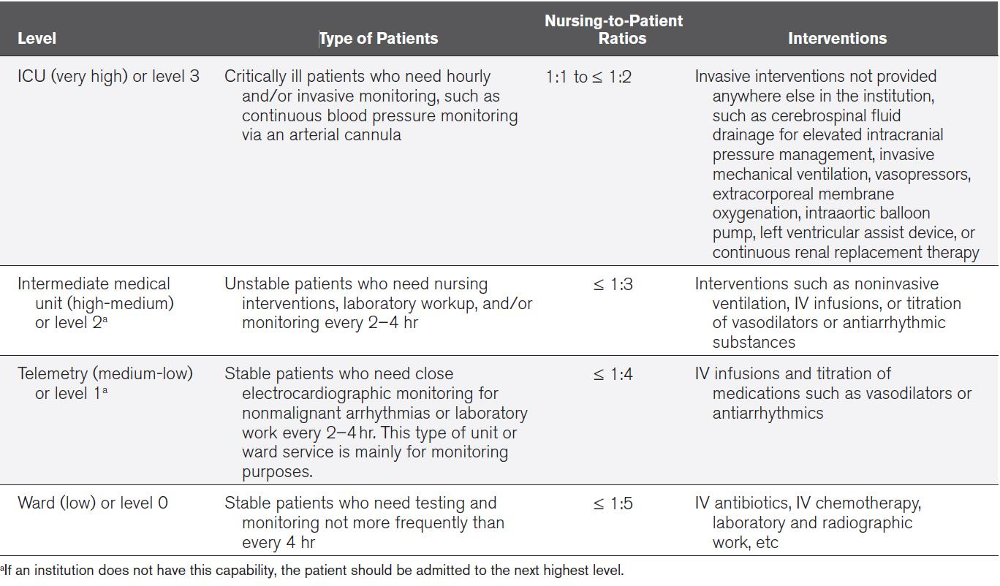 Level Type of Patients Nursing-to-Patient Ratios Interventions
ICU (very high) or level 3
Critically ill patients who need hourly
and/or invasive monitoring, such as
continuous blood pressure monitoring
via an arterial cannula
1:1 to ≤ 1:2
Invasive interventions not provided
anywhere else in the institution,
such as cerebrospinal fluid
drainage for elevated intracranial
pressure management, invasive
mechanical ventilation, vasopressors,
extracorporeal membrane
oxygenation, intraaortic balloon
pump, left ventricular assist device, or
continuous renal replacement therapy
Intermediate medical
unit (high-medium)
or level 2ᵃ
Unstable patients who need nursing
interventions, laboratory workup, and/or
monitoring every 2–4 hr
≤ 1:3
Interventions such as noninvasive
ventilation, IV infusions, or titration
of vasodilators or antiarrhythmic
substances
Telemetry (medium-low)
or level 1ᵃ
Stable patients who need close
electrocardiographic monitoring for
nonmalignant arrhythmias or laboratory
work every 2–4 hr. This type of unit or
ward service is mainly for monitoring
purposes.
≤ 1:4
IV infusions and titration of
medications such as vasodilators or
antiarrhythmics
Ward (low) or level 0
Stable patients who need testing and
monitoring not more frequently than
every 4 hr
≤ 1:5
IV antibiotics, IV chemotherapy,
laboratory and radiographic
work, etc
ᵃIf an institution does not have this capability, the patient should be admitted to the next highest level.